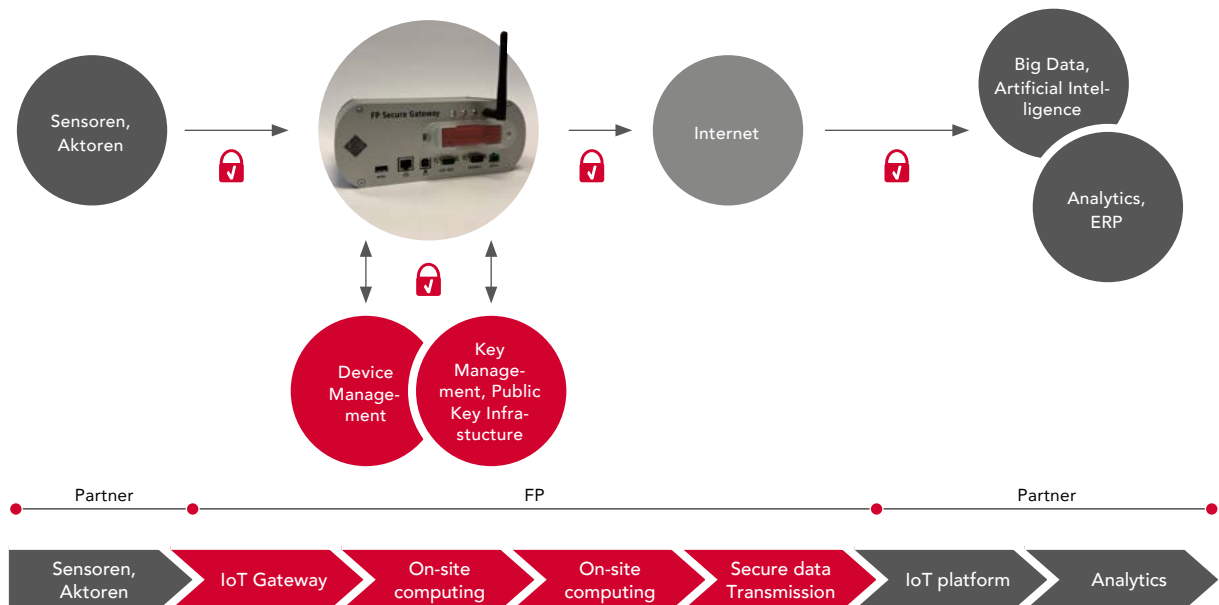 Sensoren,
Aktoren
FP Secure Gateway
Internet
Big Data,
Artificial Intel-
ligence
Analytics,
ERP
Device
Manage-
ment
Key
Manage-
ment, Public
Key Infra-
stucture
Partner
FP
Partner
Sensoren,
Aktoren
IoT Gateway
On-site
computing
On-site
computing
Secure data
Transmission
IoT platform
Analytics